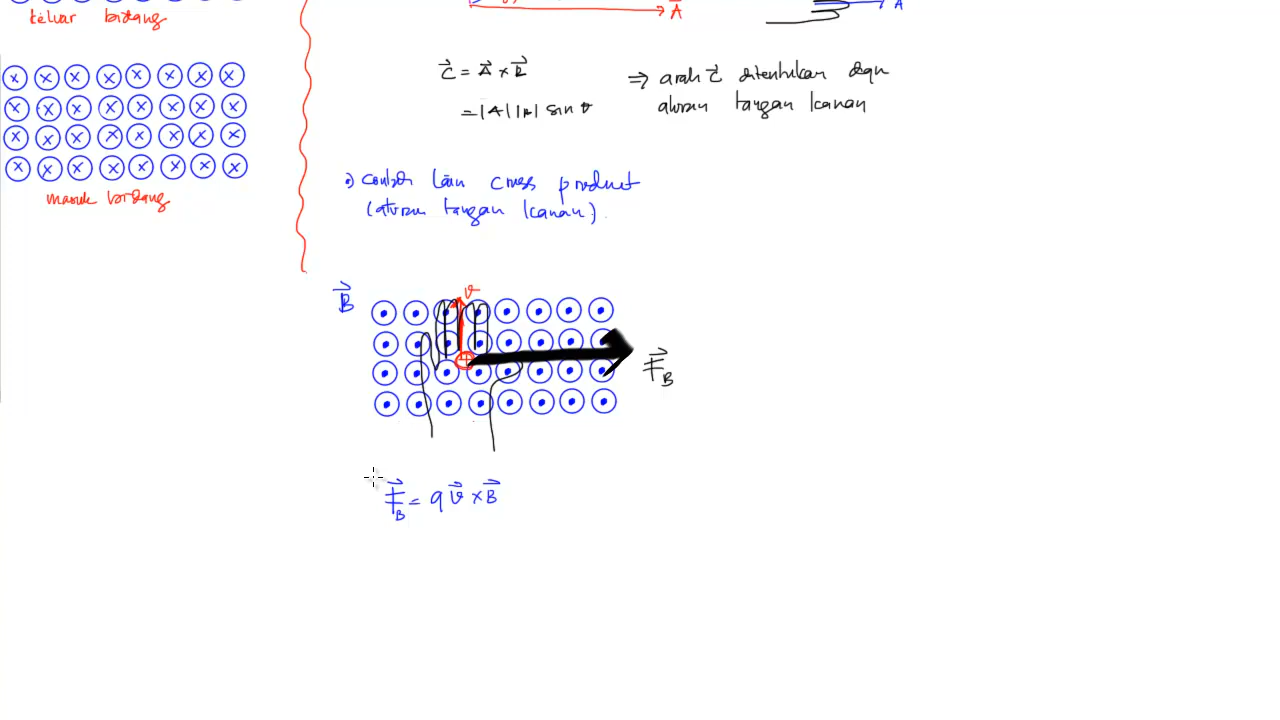 keluar bidang
masuk bidang
A
A
C = A × B
= |A| |B| sin θ
⇒ arah C ditentukan dgn
aturan tangan kanan
contoh lain cross product
(aturan tangan kanan).
B
v
+
F_B
F_B = q v × B